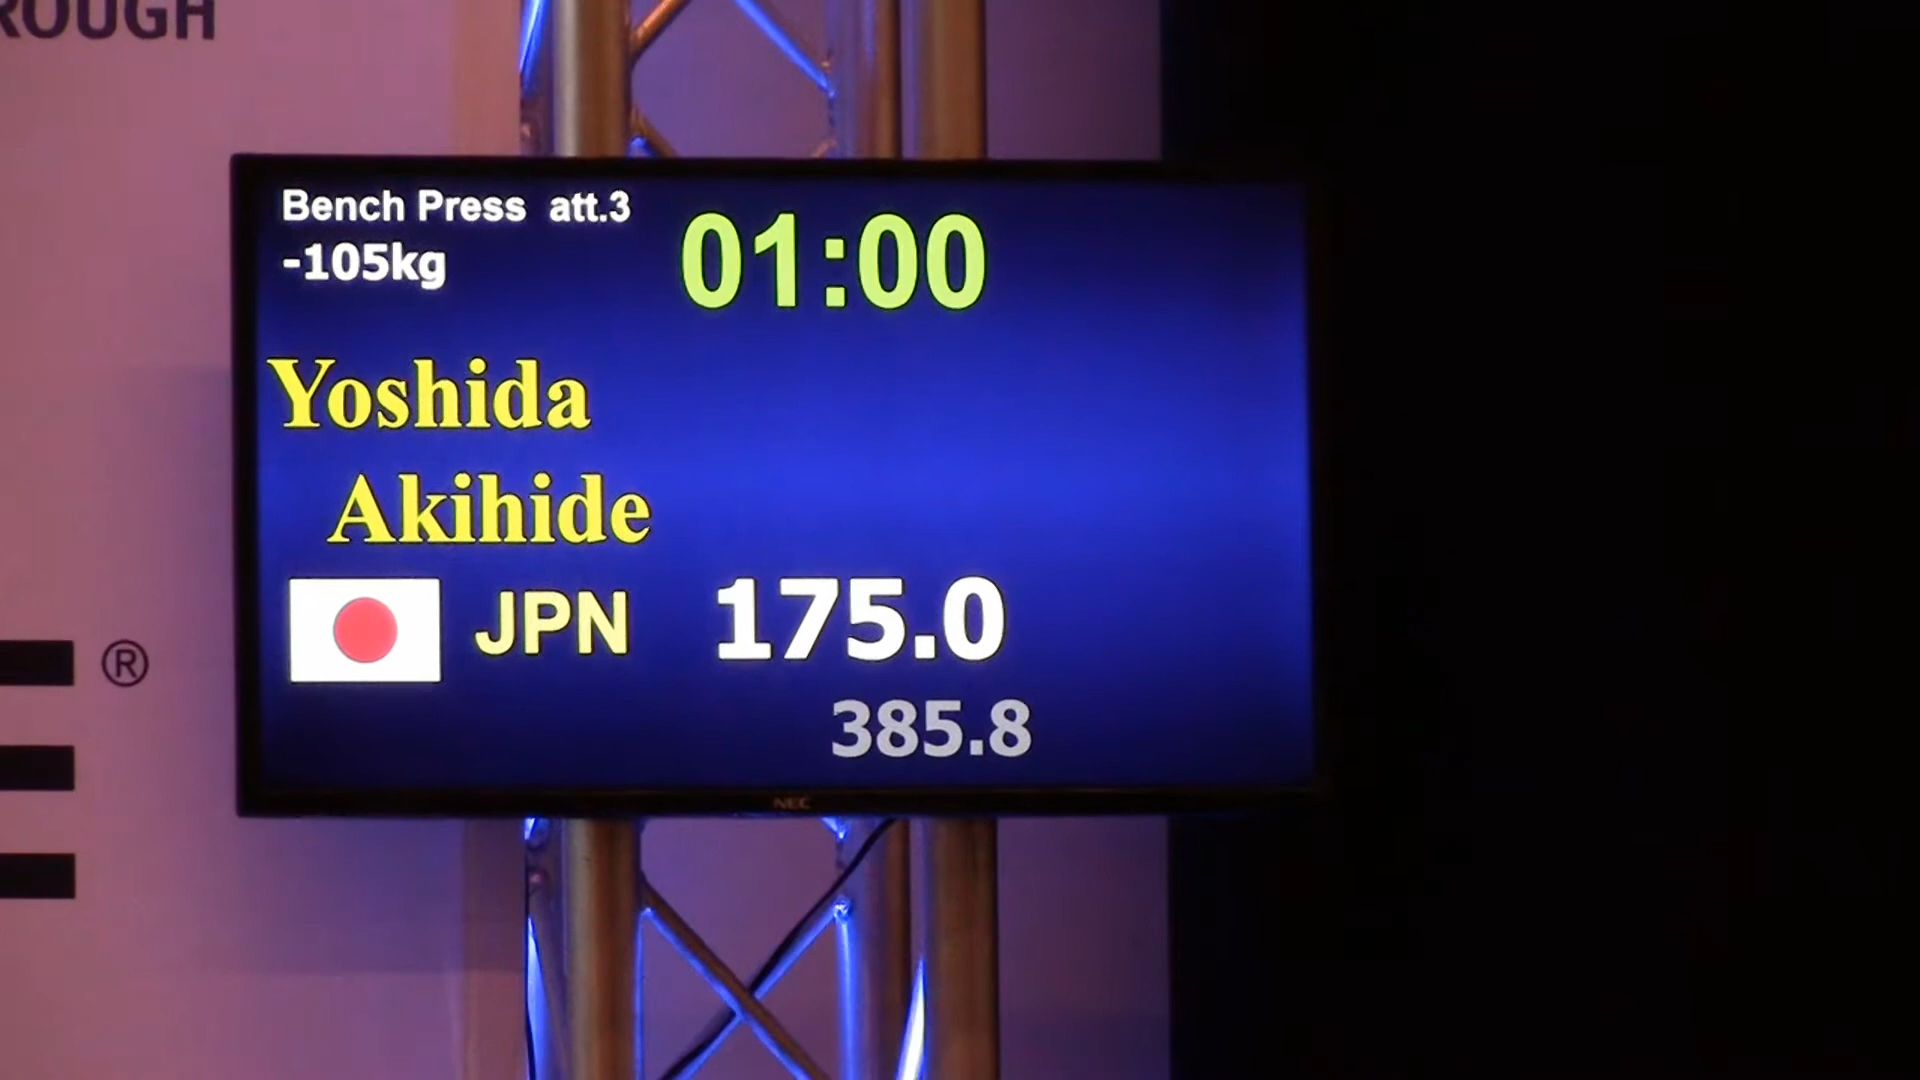 ROUGH
Bench Press att.3
-105kg
01:00
Yoshida
Akihide
JPN 175.0
385.8
NEC
®